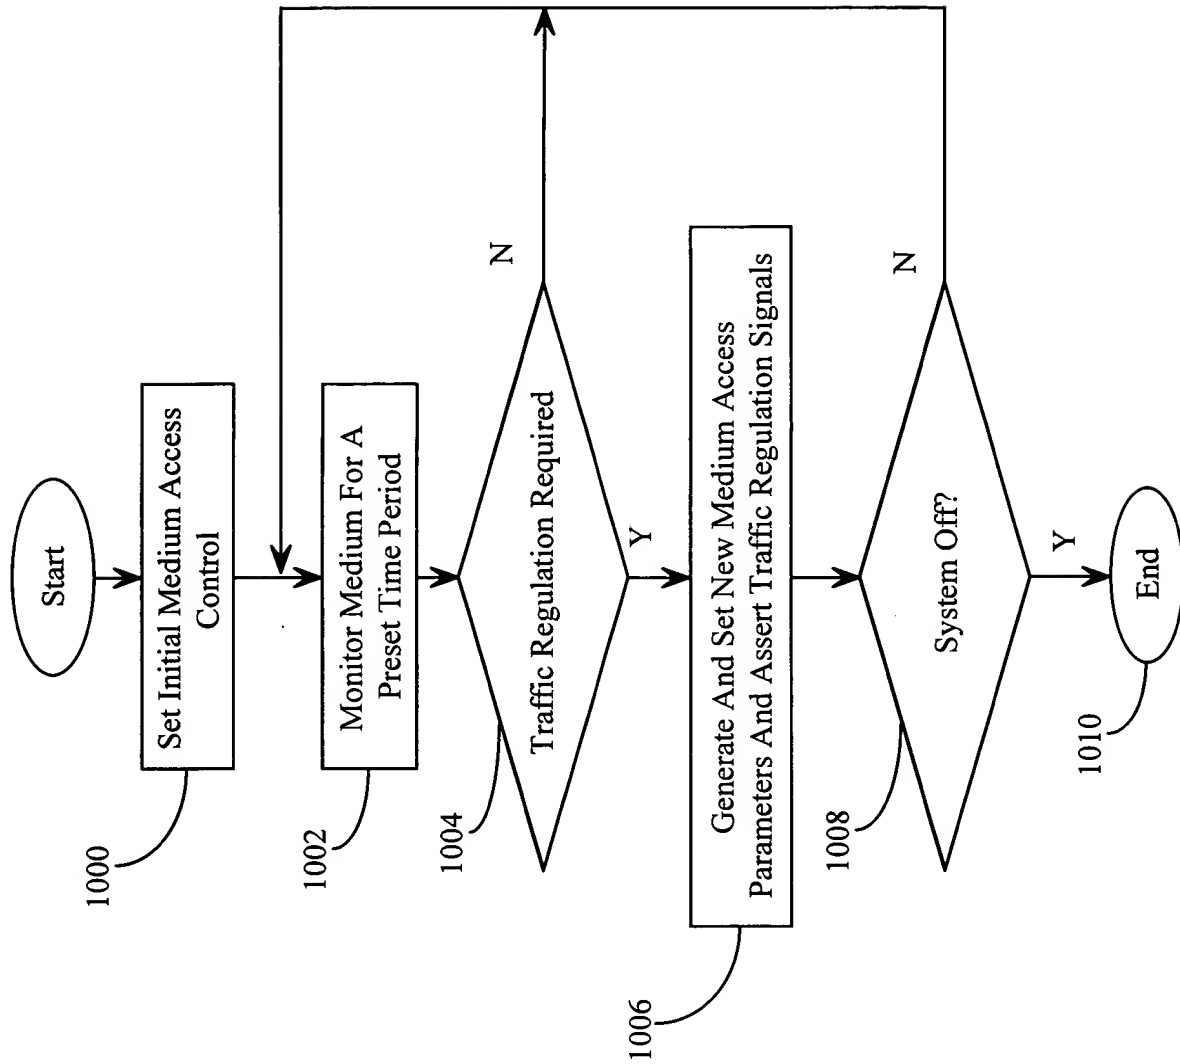 Start
1000
Set Initial Medium Access
Control
1002
Monitor Medium For A
Preset Time Period
1004
Traffic Regulation Required
N
Y
1006
Generate And Set New Medium Access
Parameters And Assert Traffic Regulation Signals
1008
System Off?
N
Y
1010
End